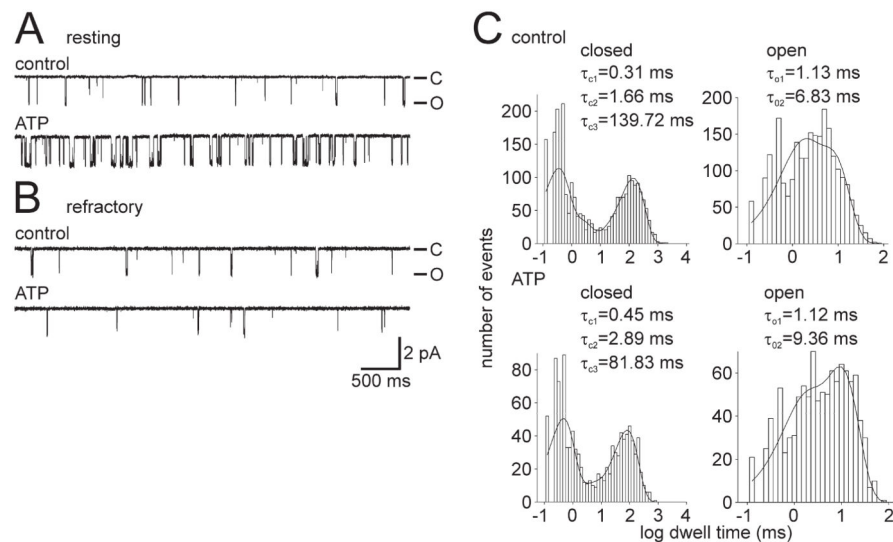 A resting
control
C
O
ATP
B refractory
control
C
O
ATP
2 pA
500 ms
C control
closed
τc1=0.31 ms
τc2=1.66 ms
τc3=139.72 ms
open
τo1=1.13 ms
τ02=6.83 ms
200
150
100
50
0
-1 0 1 2 3 4
200
150
100
50
0
-1 0 1 2
ATP
closed
τc1=0.45 ms
τc2=2.89 ms
τc3=81.83 ms
open
τo1=1.12 ms
τ02=9.36 ms
number of events
80
60
40
20
0
-1 0 1 2 3 4
60
40
20
0
-1 0 1 2
log dwell time (ms)